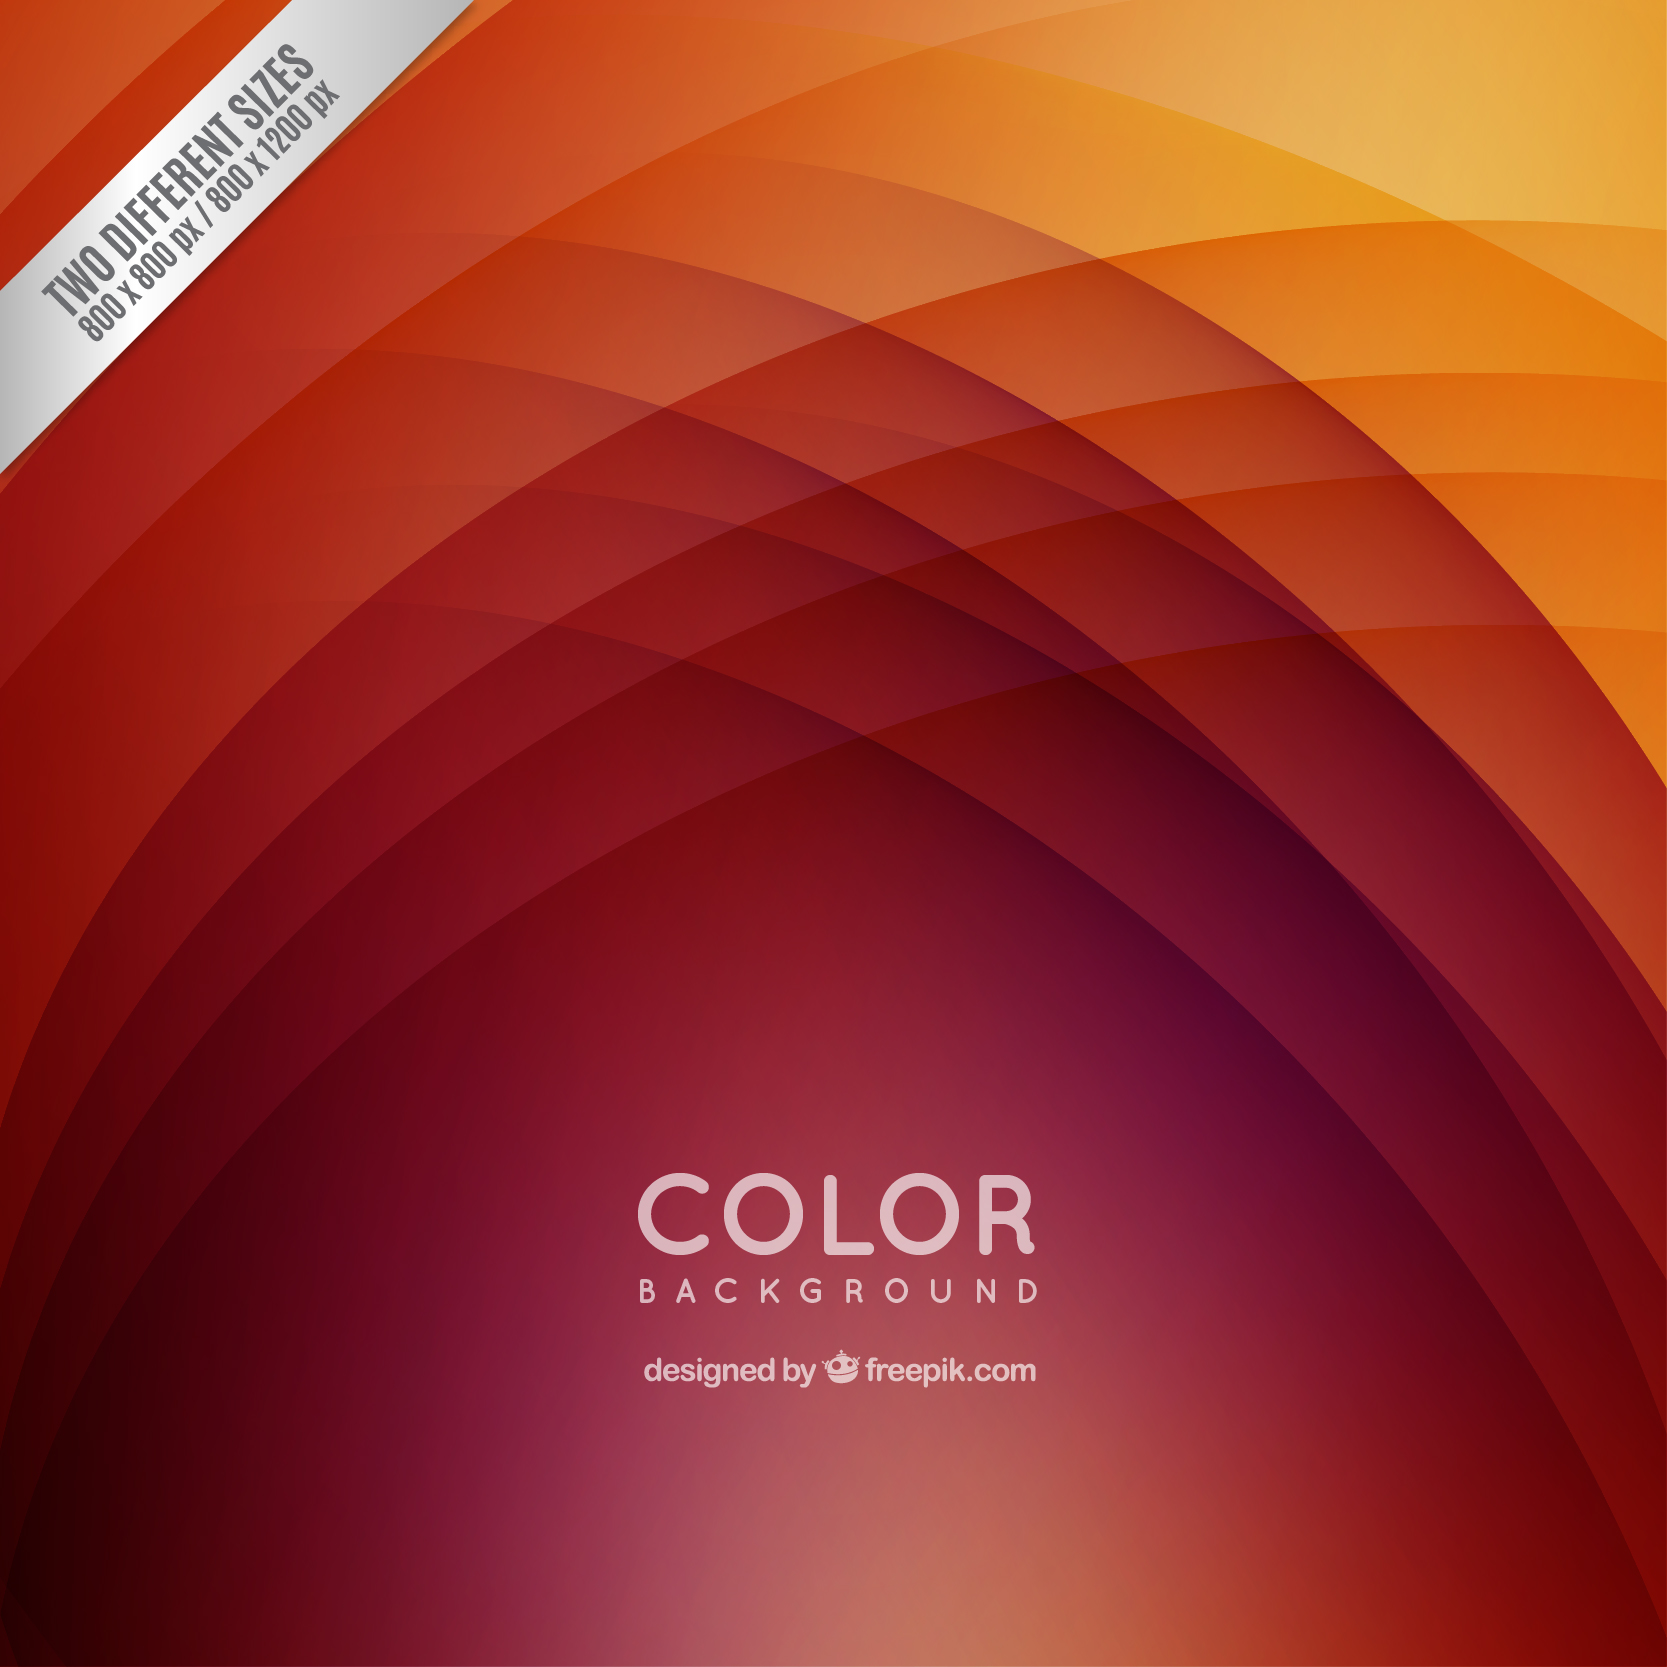 TWO DIFFERENT SIZES
800 x 800 px / 800 x 1200 px
COLOR
BACKGROUND
designed by freepik.com